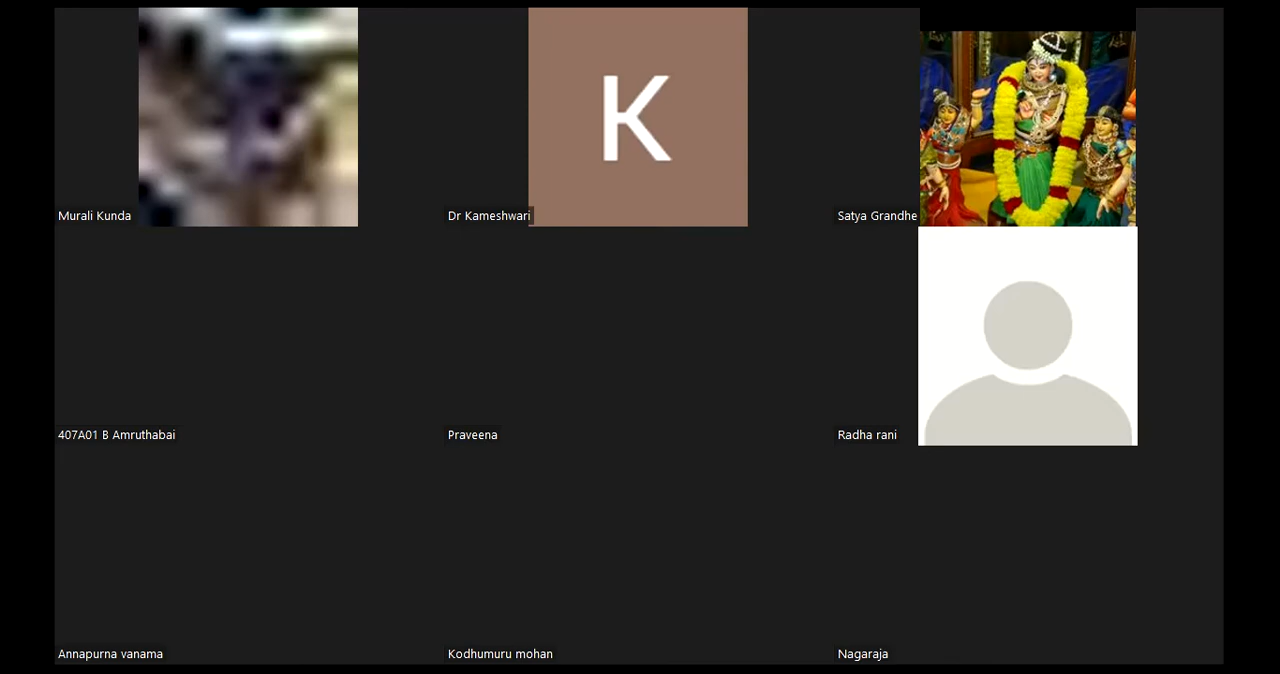 K
Murali Kunda
Dr Kameshwari
Satya Grandhe
407A01 B Amruthabai
Praveena
Radha rani
Annapurna vanama
Kodhumuru mohan
Nagaraja